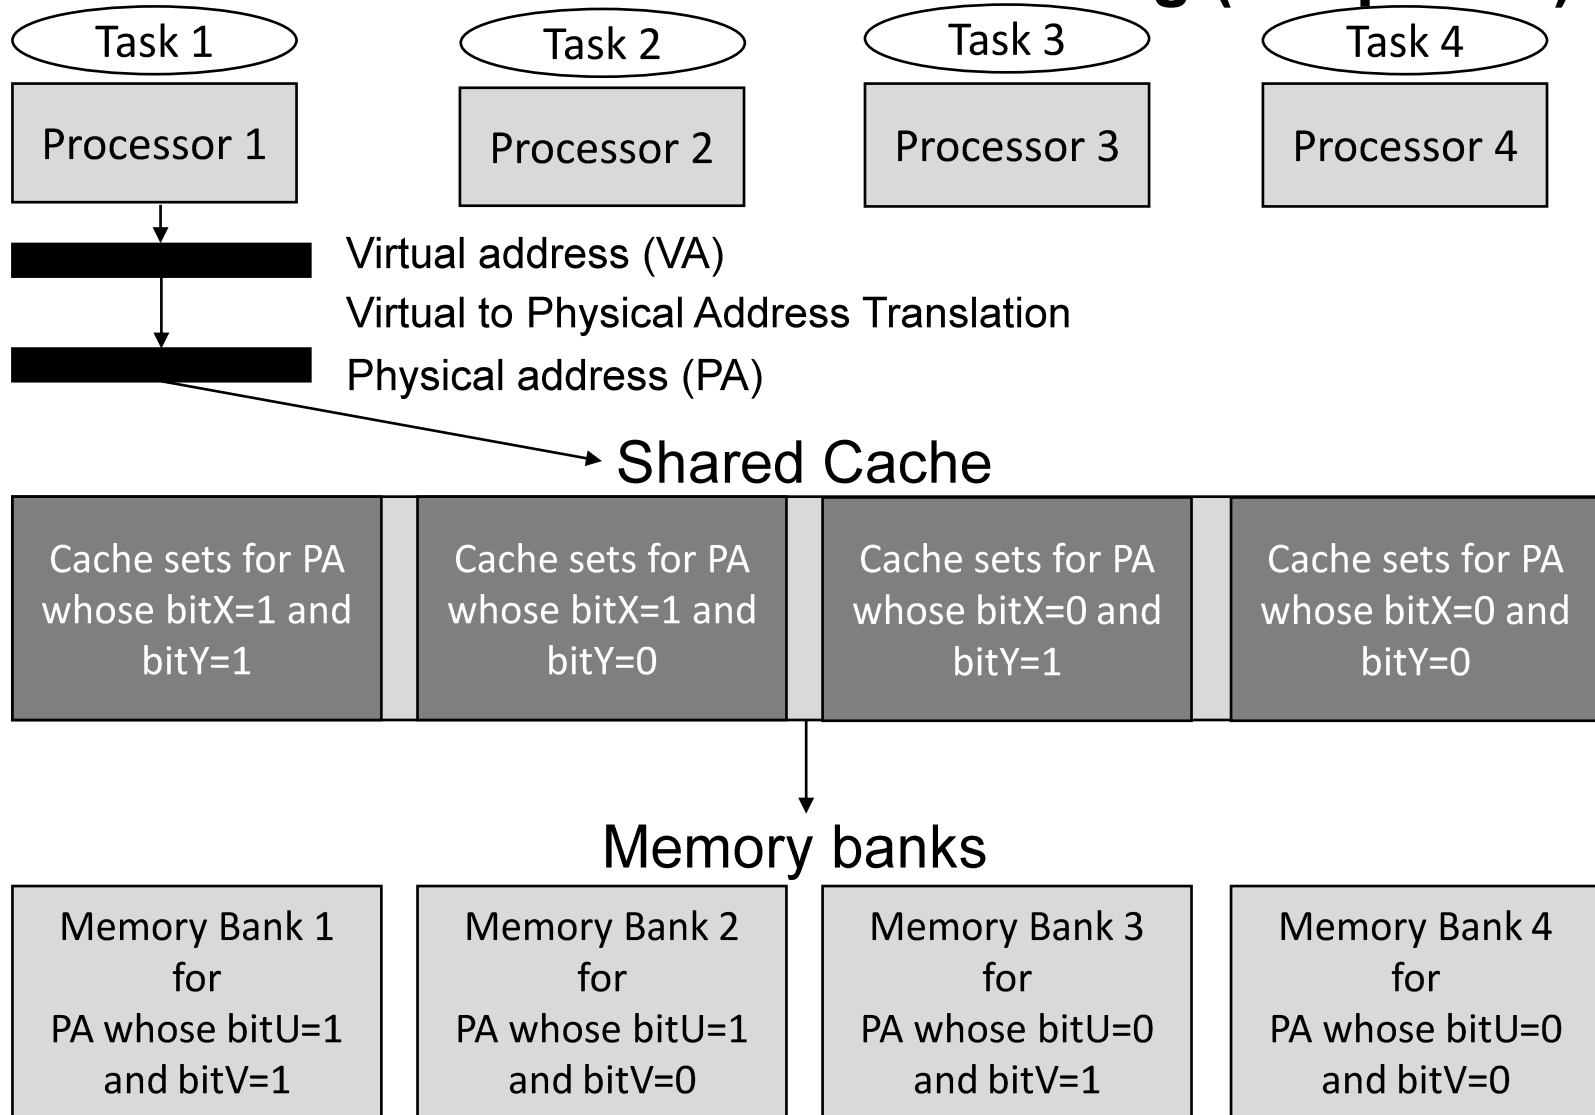 Task 1
Task 2
Task 3
Task 4
Processor 1
Processor 2
Processor 3
Processor 4
Virtual address (VA)
Virtual to Physical Address Translation
Physical address (PA)
Shared Cache
Cache sets for PA
whose bitX=1 and
bitY=1
Cache sets for PA
whose bitX=1 and
bitY=0
Cache sets for PA
whose bitX=0 and
bitY=1
Cache sets for PA
whose bitX=0 and
bitY=0
Memory banks
Memory Bank 1
for
PA whose bitU=1
and bitV=1
Memory Bank 2
for
PA whose bitU=1
and bitV=0
Memory Bank 3
for
PA whose bitU=0
and bitV=1
Memory Bank 4
for
PA whose bitU=0
and bitV=0